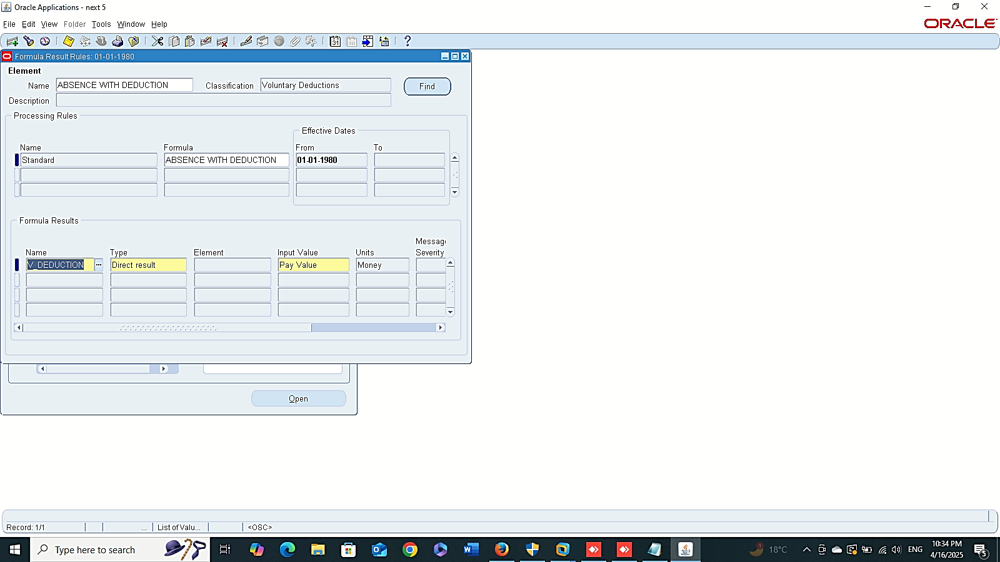 Oracle Applications - next 5
File Edit View Folder Tools Window Help
ORACLE
Formula Result Rules: 01-01-1980
Element
Name ABSENCE WITH DEDUCTION Classification Voluntary Deductions Find
Description
Processing Rules
Effective Dates
Name Formula From To
Standard ABSENCE WITH DEDUCTION 01-01-1980
Formula Results
Messag
Name Type Element Input Value Units Severity
V_DEDUCTION Direct result Pay Value Money
Open
Record: 1/1 ... List of Valu... <OSC>
Type here to search 18°C ENG 10:34 PM
4/16/2025 5